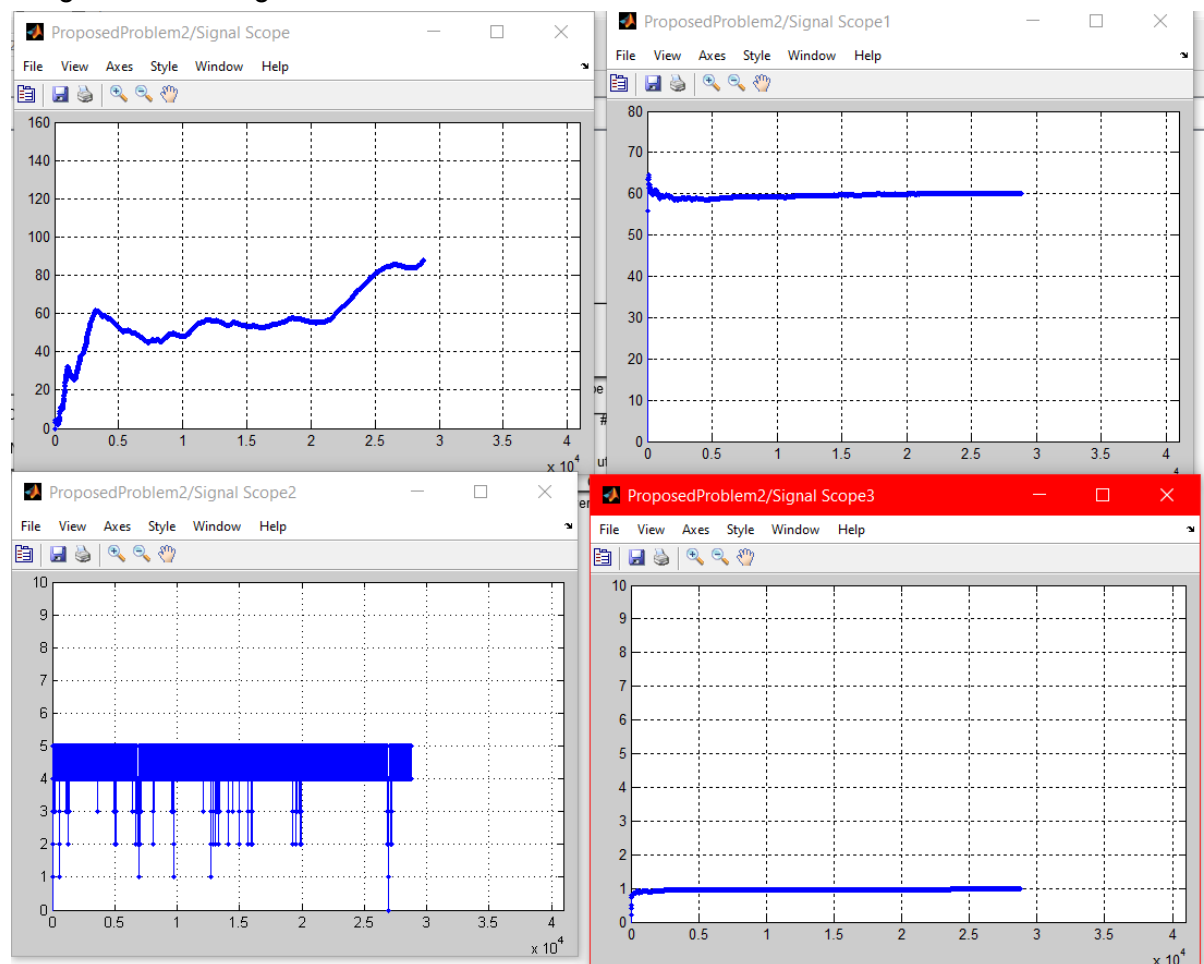 ProposedProblem2/Signal Scope
File View Axes Style Window Help
160
140
120
100
80
60
40
20
0
0 0.5 1 1.5 2 2.5 3 3.5 4
x 10^4
ProposedProblem2/Signal Scope1
File View Axes Style Window Help
80
70
60
50
40
30
20
10
0
0 0.5 1 1.5 2 2.5 3 3.5 4
ProposedProblem2/Signal Scope2
File View Axes Style Window Help
10
9
8
7
6
5
4
3
2
1
0
0 0.5 1 1.5 2 2.5 3 3.5 4
x 10^4
ProposedProblem2/Signal Scope3
File View Axes Style Window Help
10
9
8
7
6
5
4
3
2
1
0
0 0.5 1 1.5 2 2.5 3 3.5 4
x 10^4